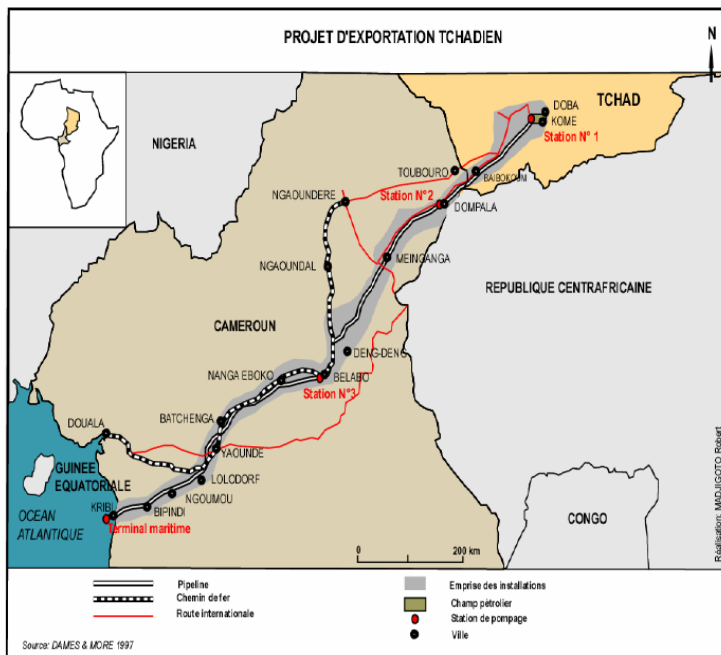 PROJET D'EXPORTATION TCHADIEN
N
TCHAD
DOBA
KOME
Station N° 1
NIGERIA
TOUBOURO
BAIBOKOUM
Station N°2
NGAOUNDERE
DOMPALA
NGAOUNDAL
MEINGANGA
REPUBLIQUE CENTRAFRICAINE
CAMEROUN
DENG-DENG
NANGA EBOKO
BELABO
Station N°3
BATCHENGA
DOUALA
YAOUNDE
GUINEE
EQUATORIALE
LOLODORF
NGOUMOU
OCEAN
ATLANTIQUE
KRIBI
BIPINDI
Terminal maritime
CONGO
0
200 km
Réalisation: MADJIGOTO Robert
Pipeline
Chemin de fer
Route internationale
Emprise des installations
Champ pétrolier
Station de pompage
Ville
Source: DAMES & MORE 1997